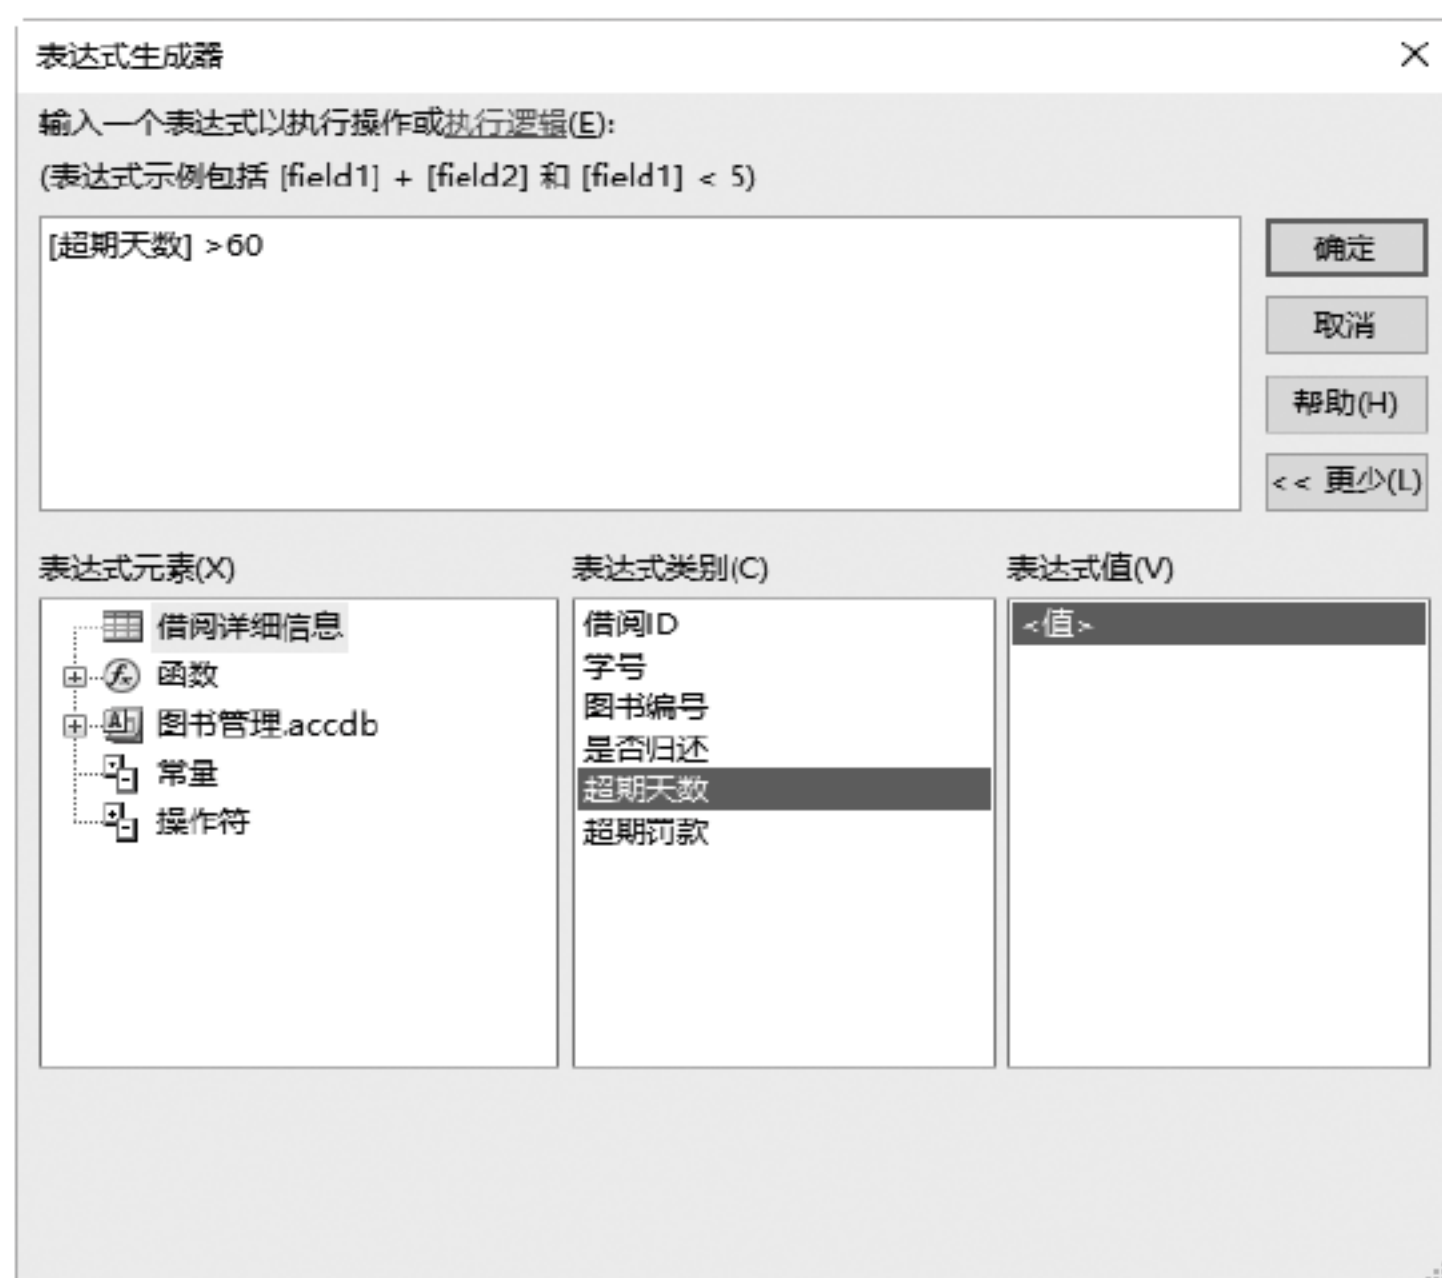 表达式生成器
输入一个表达式以执行操作或执行逻辑(E):
(表达式示例包括 [field1] + [field2] 和 [field1] < 5)
[超期天数] >60
确定
取消
帮助(H)
<< 更少(L)
表达式元素(X)
借阅详细信息
函数
图书管理.accdb
常量
操作符
表达式类别(C)
借阅ID
学号
图书编号
是否归还
超期天数
超期罚款
表达式值(V)
<值>